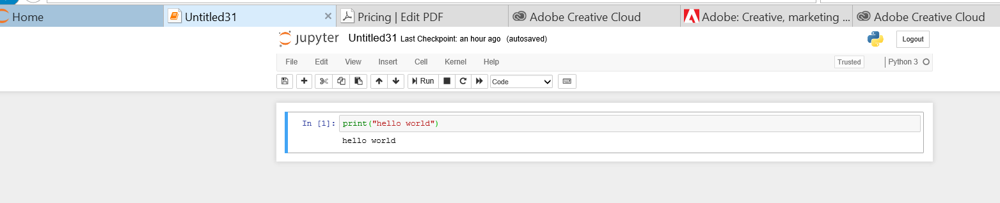 Home Untitled31 Pricing | Edit PDF Adobe Creative Cloud Adobe: Creative, marketing ... Adobe Creative Cloud
jupyter Untitled31 Last Checkpoint: an hour ago (autosaved) Logout
File Edit View Insert Cell Kernel Help Trusted Python 3
Run Code
In [1]: print("hello world")
hello world